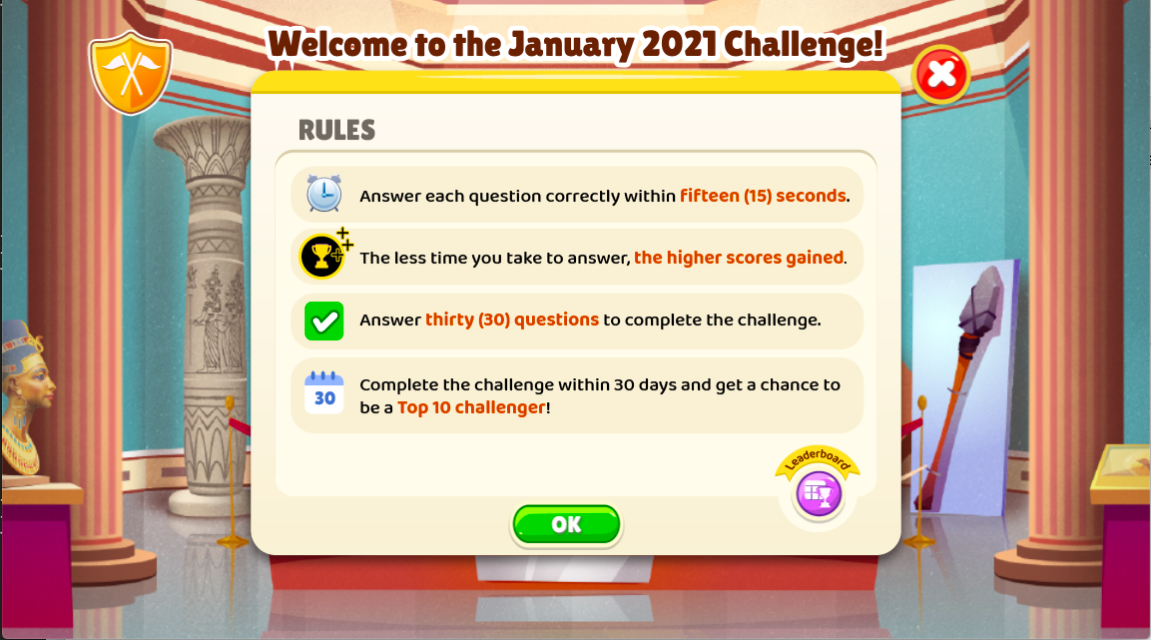 Welcome to the January 2021 Challenge!
RULES
Answer each question correctly within fifteen (15) seconds.
The less time you take to answer, the higher scores gained.
Answer thirty (30) questions to complete the challenge.
30
Complete the challenge within 30 days and get a chance to
be a Top 10 challenger!
Leaderboard
OK